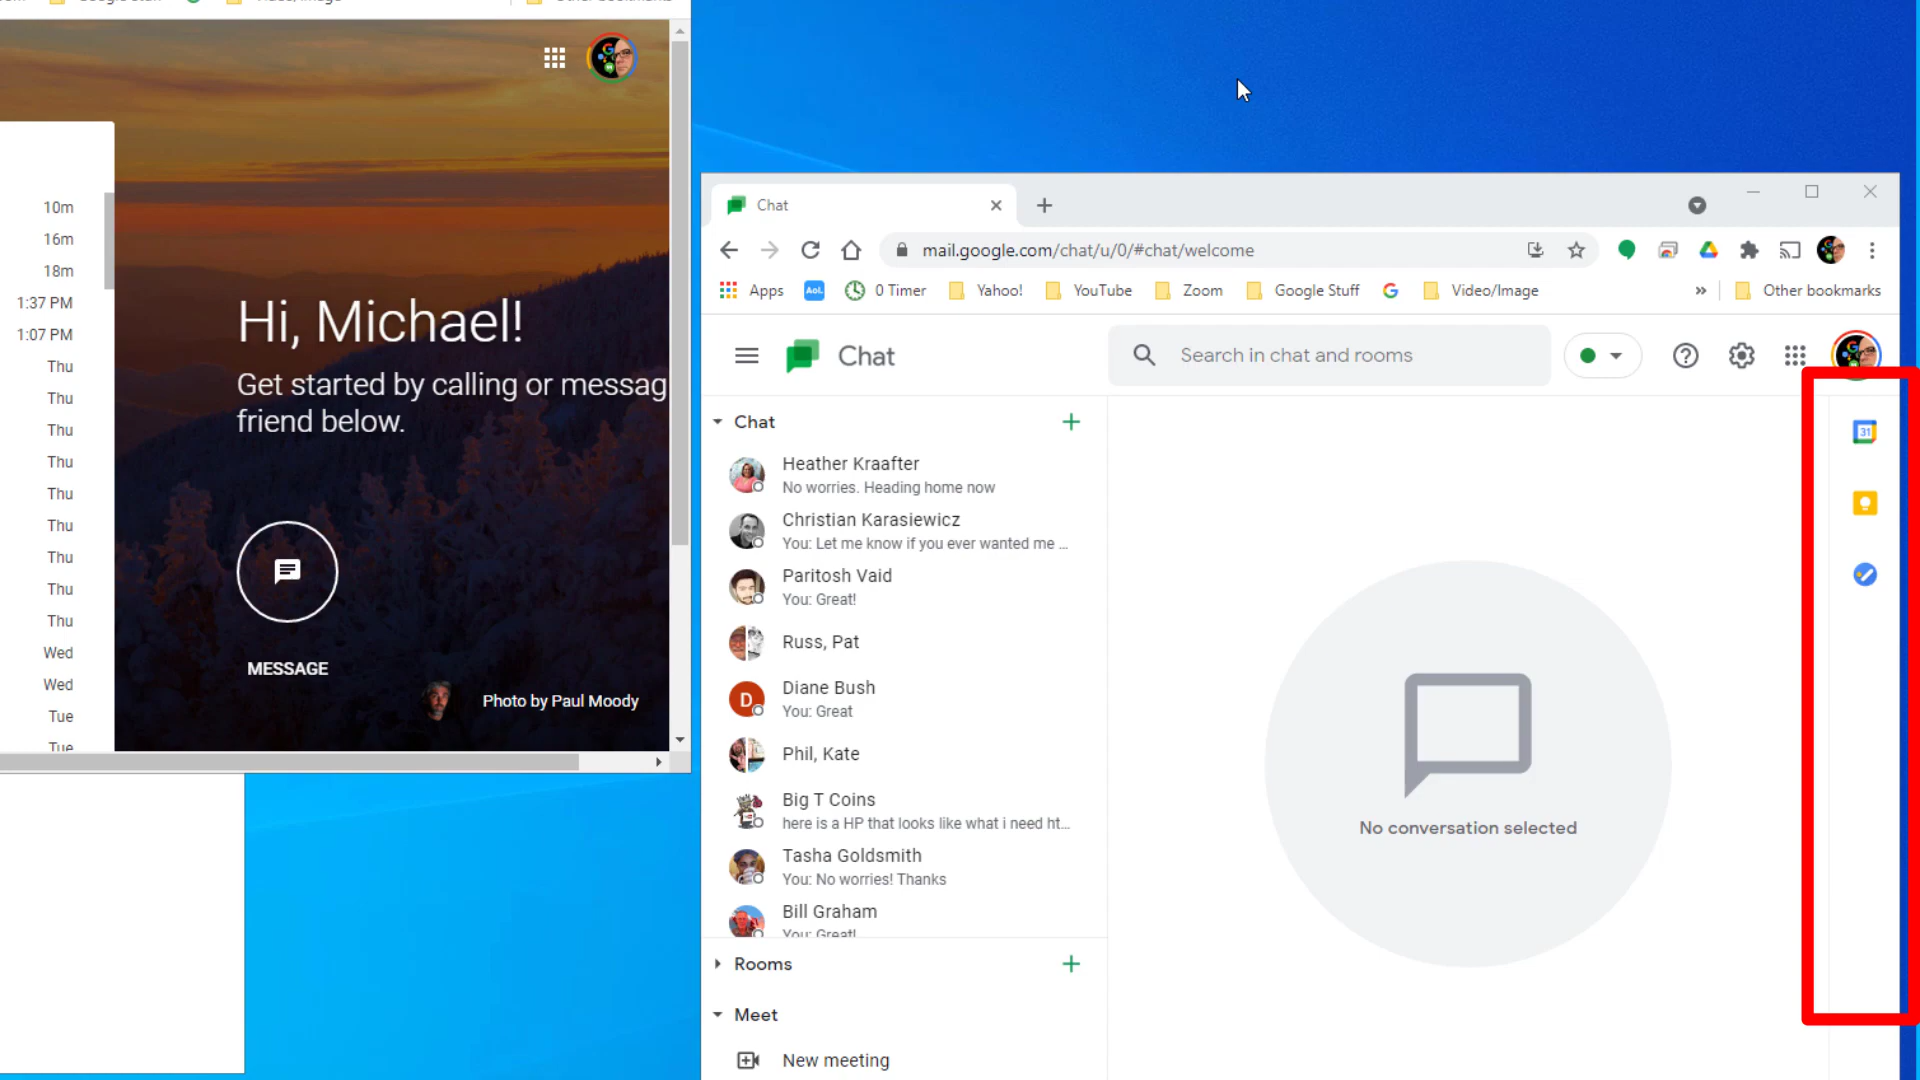 10m
16m
18m
1:37 PM
1:07 PM
Thu
Thu
Thu
Thu
Thu
Thu
Thu
Thu
Thu
Wed
Wed
Tue
Tue
Hi, Michael!
Get started by calling or messag
friend below.
MESSAGE
Photo by Paul Moody
Chat
mail.google.com/chat/u/0/#chat/welcome
Apps
Aol.
0 Timer
Yahoo!
YouTube
Zoom
Google Stuff
Video/Image
»
Other bookmarks
Chat
Search in chat and rooms
Chat
Heather Kraafter
No worries. Heading home now
Christian Karasiewicz
You: Let me know if you ever wanted me ...
Paritosh Vaid
You: Great!
Russ, Pat
D
Diane Bush
You: Great
Phil, Kate
Big T Coins
here is a HP that looks like what i need ht...
Tasha Goldsmith
You: No worries! Thanks
Bill Graham
You: Great!
Rooms
Meet
New meeting
No conversation selected
31